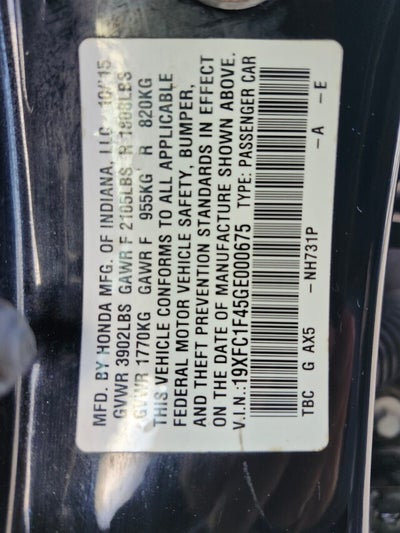 MFD. BY HONDA MFG. OF INDIANA, LLC 10/15
GVWR 3902LBS GAWR F 2105LBS R 1808LBS
GVWR 1770KG GAWR F 955KG R 820KG
THIS VEHICLE CONFORMS TO ALL APPLICABLE
FEDERAL MOTOR VEHICLE SAFETY, BUMPER,
AND THEFT PREVENTION STANDARDS IN EFFECT
ON THE DATE OF MANUFACTURE SHOWN ABOVE.
V.I.N.:19XFC1F45GE000675 TYPE: PASSENGER CAR
TBC G AX5 –NH731P –A –E